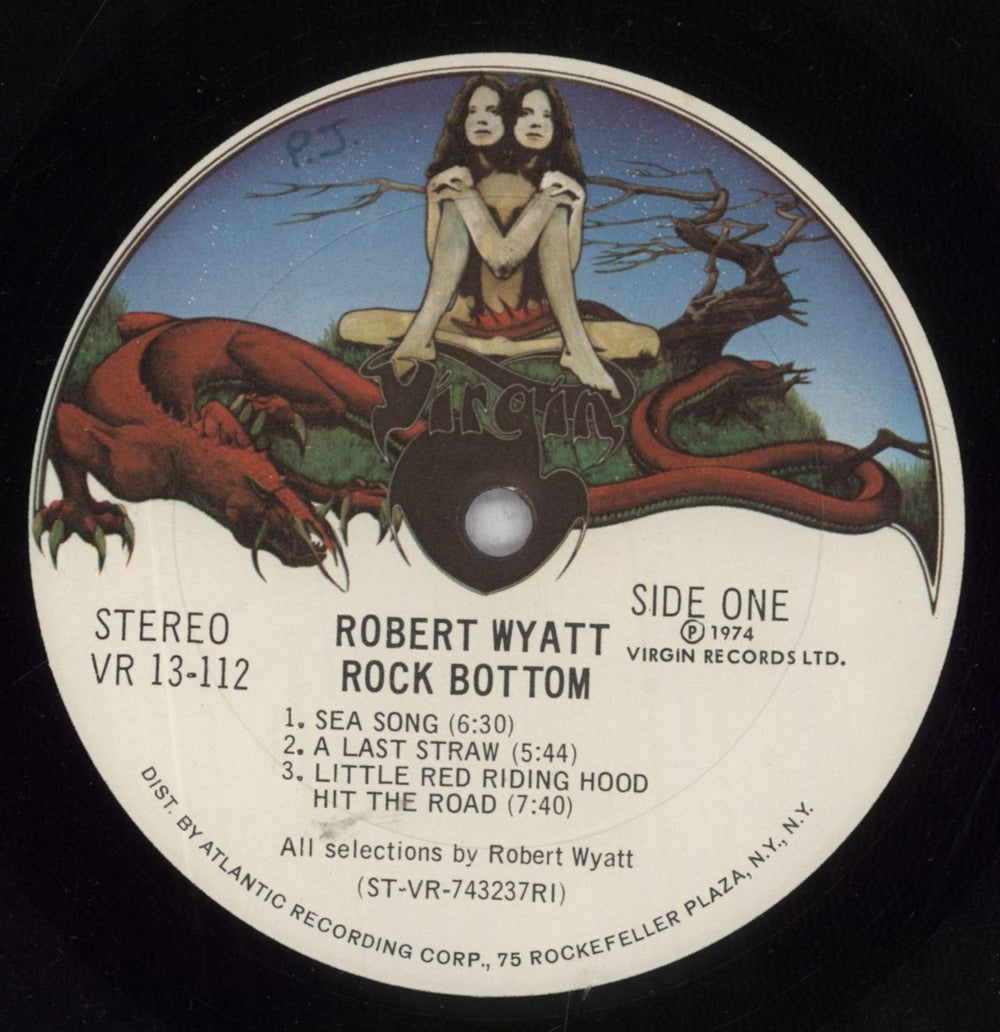 P.J.
Virgin
STEREO
VR 13-112
ROBERT WYATT
ROCK BOTTOM
SIDE ONE
Ⓟ 1974
VIRGIN RECORDS LTD.
1. SEA SONG (6:30)
2. A LAST STRAW (5:44)
3. LITTLE RED RIDING HOOD
HIT THE ROAD (7:40)
All selections by Robert Wyatt
(ST-VR-743237RI)
DIST. BY ATLANTIC RECORDING CORP., 75 ROCKEFELLER PLAZA, N.Y., N.Y.